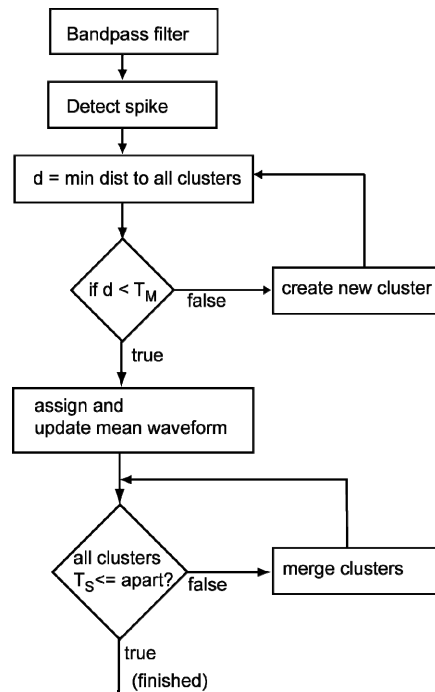 Bandpass filter
Detect spike
d = min dist to all clusters
if d < T_M
false
create new cluster
true
assign and
update mean waveform
all clusters
T_S<= apart?
false
merge clusters
true
(finished)